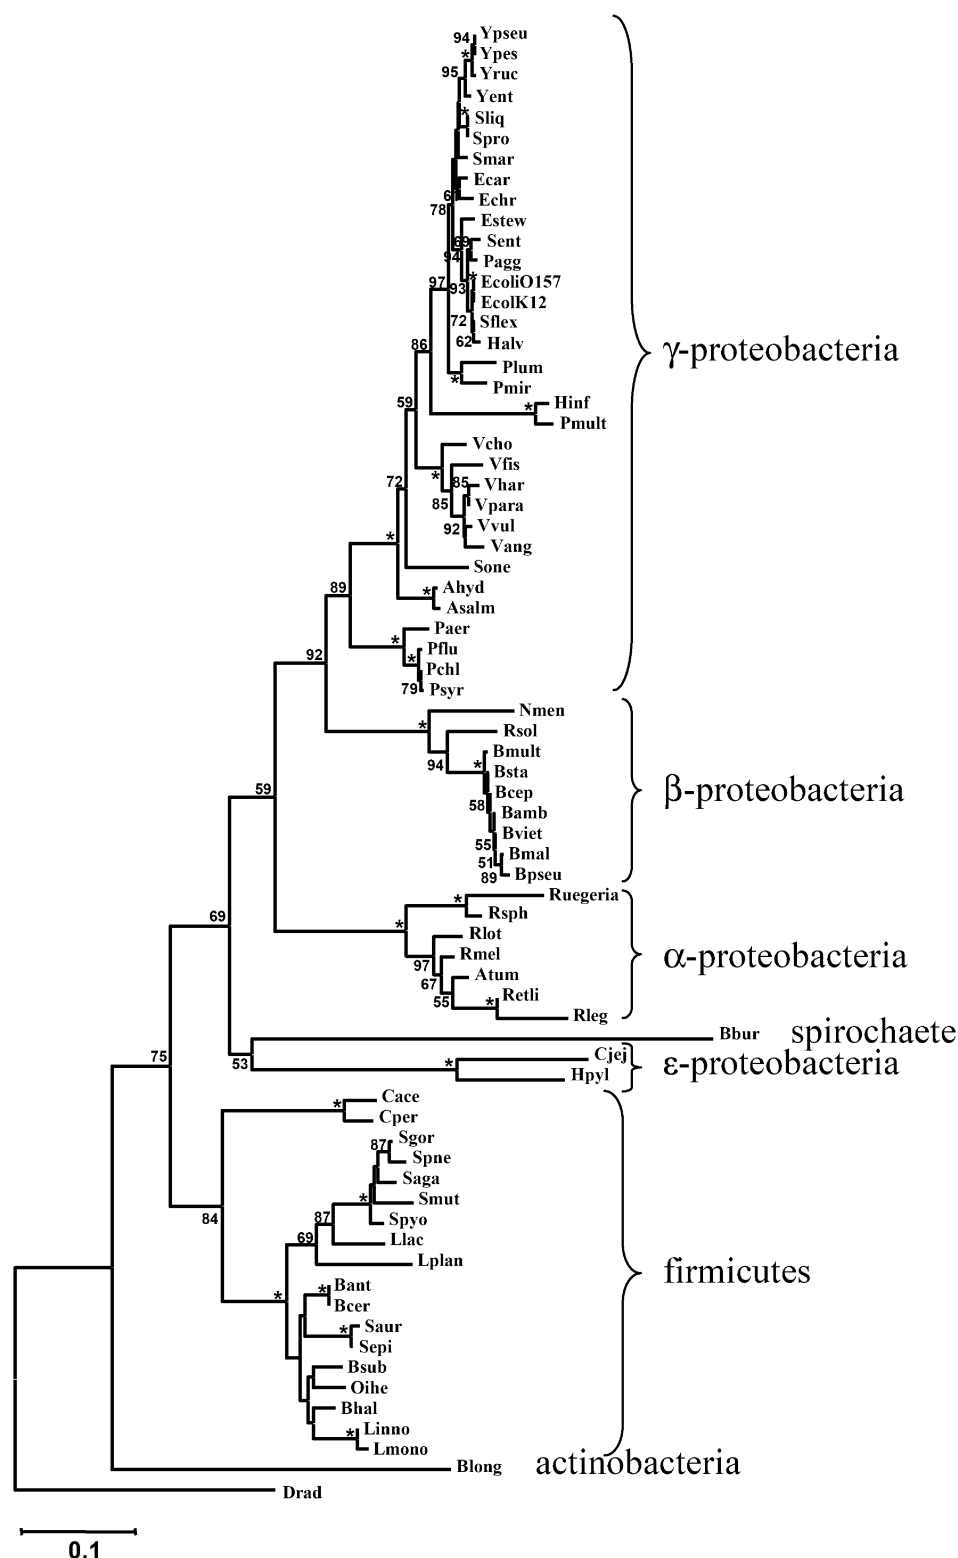 94 Ypseu
* Ypes
95 Yruc
Yent
* Sliq
Spro
Smar
Ecar
6 Echr
78
Estew
69 Sent
94 Pagg
* EcoliO157
93 EcolK12
72 Sflex
62 Halv
97
86
γ-proteobacteria
Plum
* Pmir
59
* Hinf
Pmult
Vcho
* Vfis
72 85 Vhar
85 Vpara
92 Vvul
Vang
*
Sone
89 * Ahyd
Asalm
Paer
* Pflu
* Pchl
79 Psyr
92
Nmen
* Rsol
94 * Bmult
Bsta
59 Bcep
β-proteobacteria
58 Bamb
Bviet
55 Bmal
51 Bpseu
89
* Ruegeria
Rsph
69 * Rlot
97 Rmel
α-proteobacteria
67 Atum
55 * Retli
Rleg
Bbur spirochaete
75 53 * Cjej
Hpyl ε-proteobacteria
* Cace
Cper
87 Sgor
Spne
Saga
* Smut
84 87 Spyo
69 Llac
Lplan
firmicutes
* * Bant
Bcer
* Saur
Sepi
Bsub
Oihe
Bhal
* Linno
Lmono
Blong actinobacteria
Drad
0.1